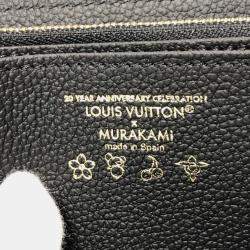 20 YEAR ANNIVERSARY CELEBRATION!
LOUIS VUITTON®
×
MURAKAMi
made in Spain